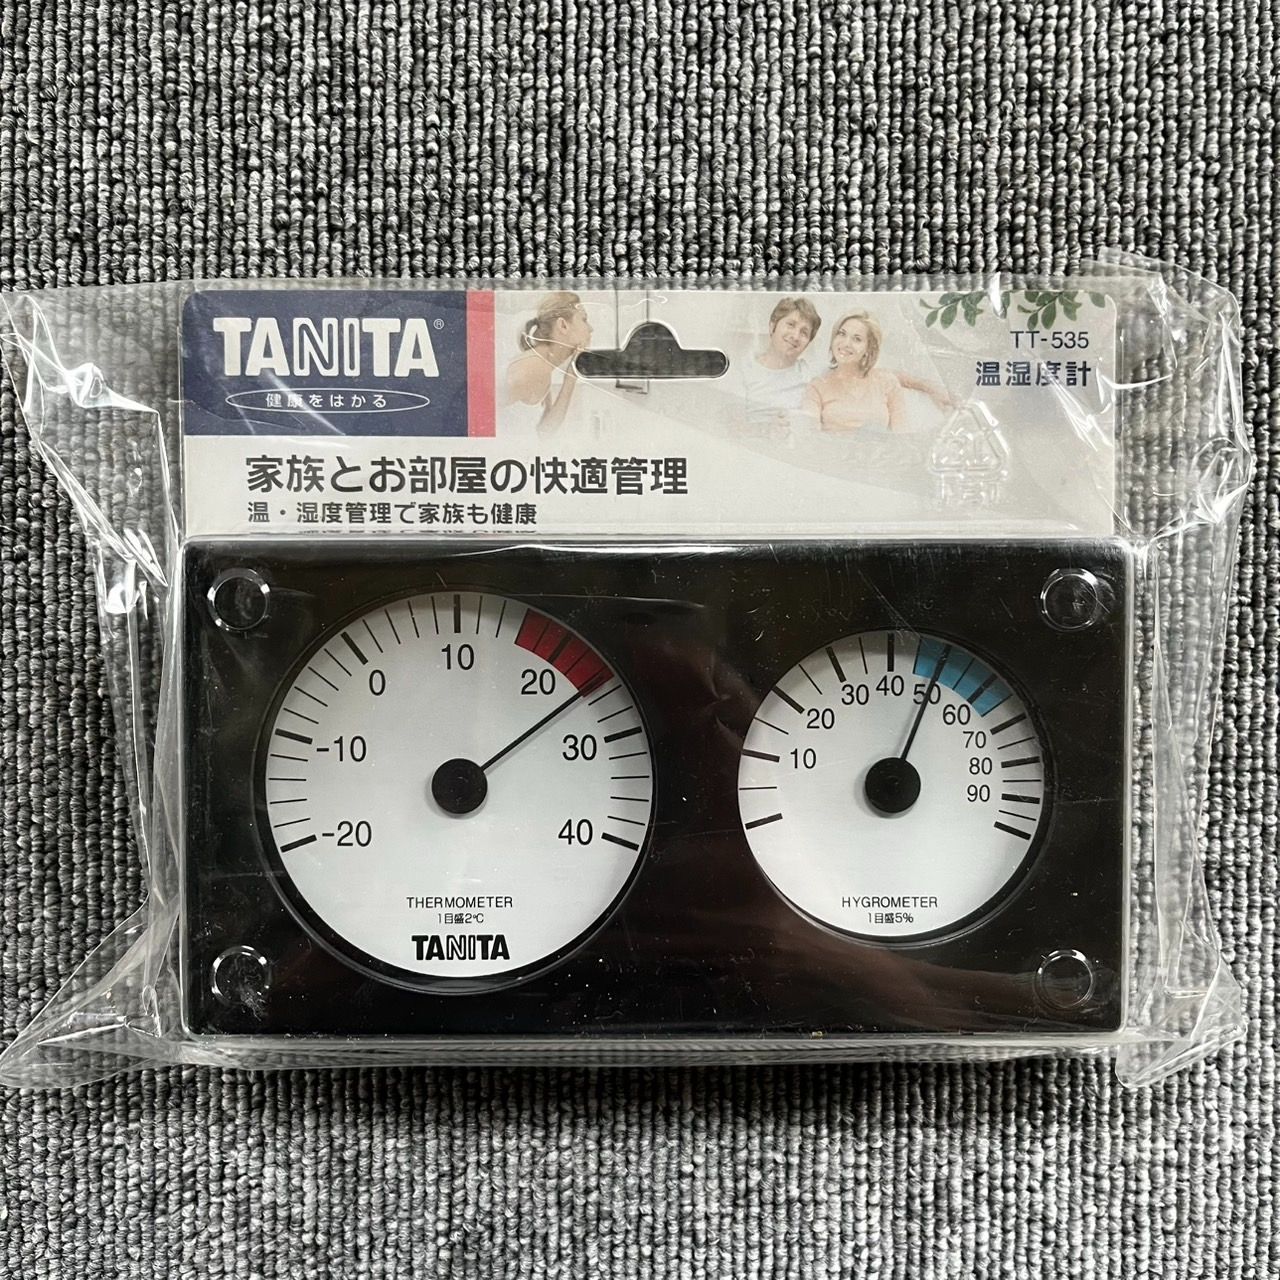 TANITA®
健康をはかる
TT-535
温湿度計
家族とお部屋の快適管理
温・湿度管理で家族も健康
-20
-10
0
10
20
30
40
THERMOMETER
1目盛2℃
TANITA
10
20
30
40
50
60
70
80
90
HYGROMETER
1目盛5%